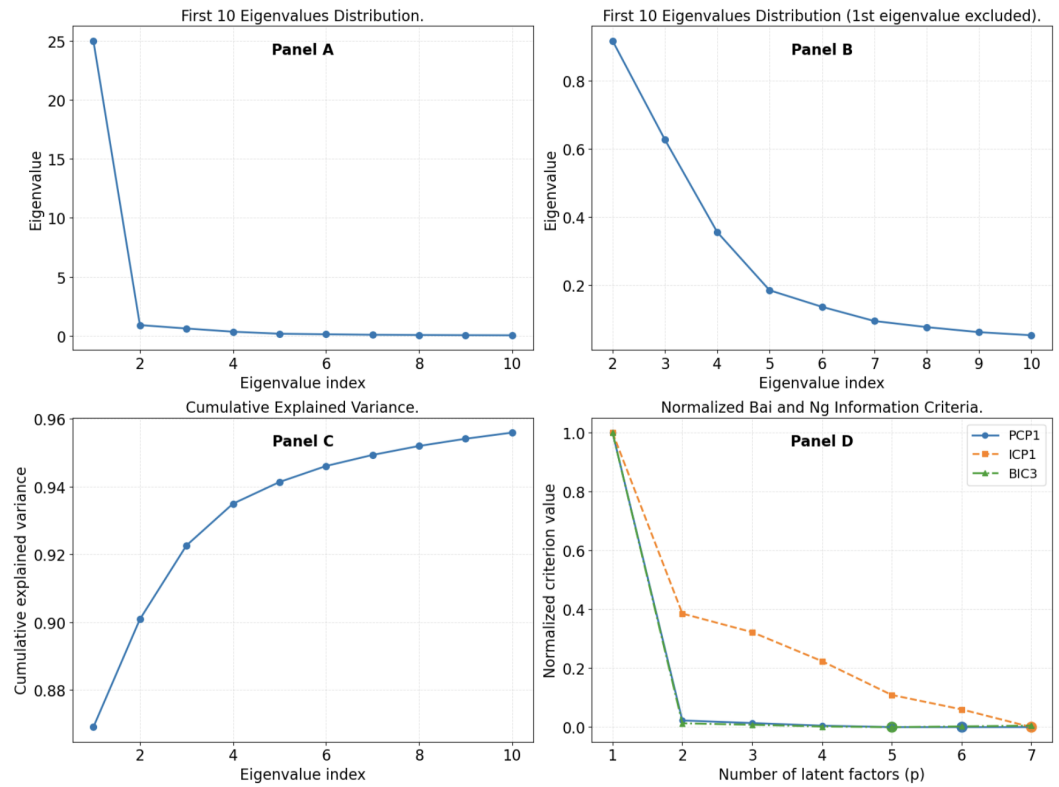 First 10 Eigenvalues Distribution.
Panel A
25
20
15
10
5
0
Eigenvalue
2
4
6
8
10
Eigenvalue index
First 10 Eigenvalues Distribution (1st eigenvalue excluded).
Panel B
0.8
0.6
0.4
0.2
Eigenvalue
2
3
4
5
6
7
8
9
10
Eigenvalue index
Cumulative Explained Variance.
Panel C
0.96
0.94
0.92
0.90
0.88
Cumulative explained variance
2
4
6
8
10
Eigenvalue index
Normalized Bai and Ng Information Criteria.
Panel D
PCP1
ICP1
BIC3
1.0
0.8
0.6
0.4
0.2
0.0
Normalized criterion value
1
2
3
4
5
6
7
Number of latent factors (p)